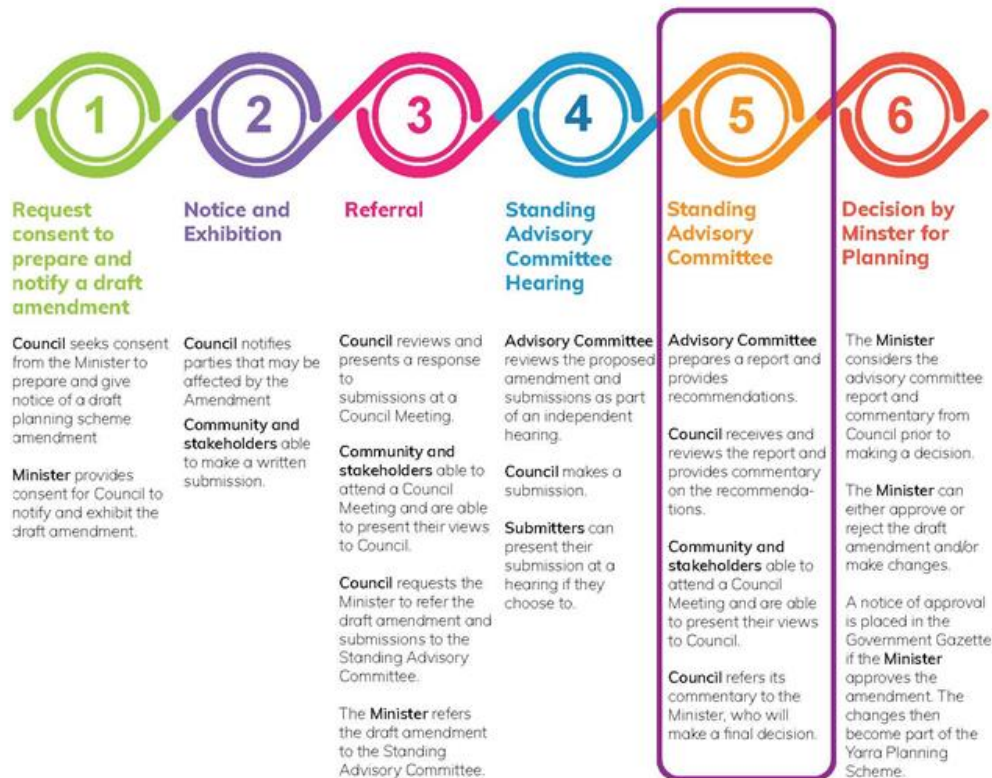 1
2
3
4
5
6
Request
consent to
prepare and
notify a draft
amendment
Council seeks consent
from the Minister to
prepare and give
notice of a draft
planning scheme
amendment
Minister provides
consent for Council to
notify and exhibit the
draft amendment.
Notice and
Exhibition
Council notifies
parties that may be
affected by the
Amendment
Community and
stakeholders able
to make a written
submission.
Referral
Council reviews and
presents a response
to
submissions at a
Council Meeting.
Community and
stakeholders able to
attend a Council
Meeting and are able
to present their views
to Council.
Council requests the
Minister to refer the
draft amendment and
submissions to the
Standing Advisory
Committee.
The Minister refers
the draft amendment
to the Standing
Advisory Committee.
Standing
Advisory
Committee
Hearing
Advisory Committee
reviews the proposed
amendment and
submissions as part
of an independent
hearing.
Council makes a
submission.
Submitters can
present their
submission at a
hearing if they
choose to.
Standing
Advisory
Committee
Advisory Committee
prepares a report and
provides
recommendations.
Council receives and
reviews the report and
provides commentary
on the recommenda-
tions.
Community and
stakeholders able to
attend a Council
Meeting and are able
to present their views
to Council.
Council refers its
commentary to the
Minister, who will
make a final decision.
Decision by
Minster for
Planning
The Minister
considers the
advisory committee
report and
commentary from
Council prior to
making a decision.
The Minister can
either approve or
reject the draft
amendment and/or
make changes.
A notice of approval
is placed in the
Government Gazette
if the Minister
approves the
amendment. The
changes then
become part of the
Yarra Planning
Scheme.